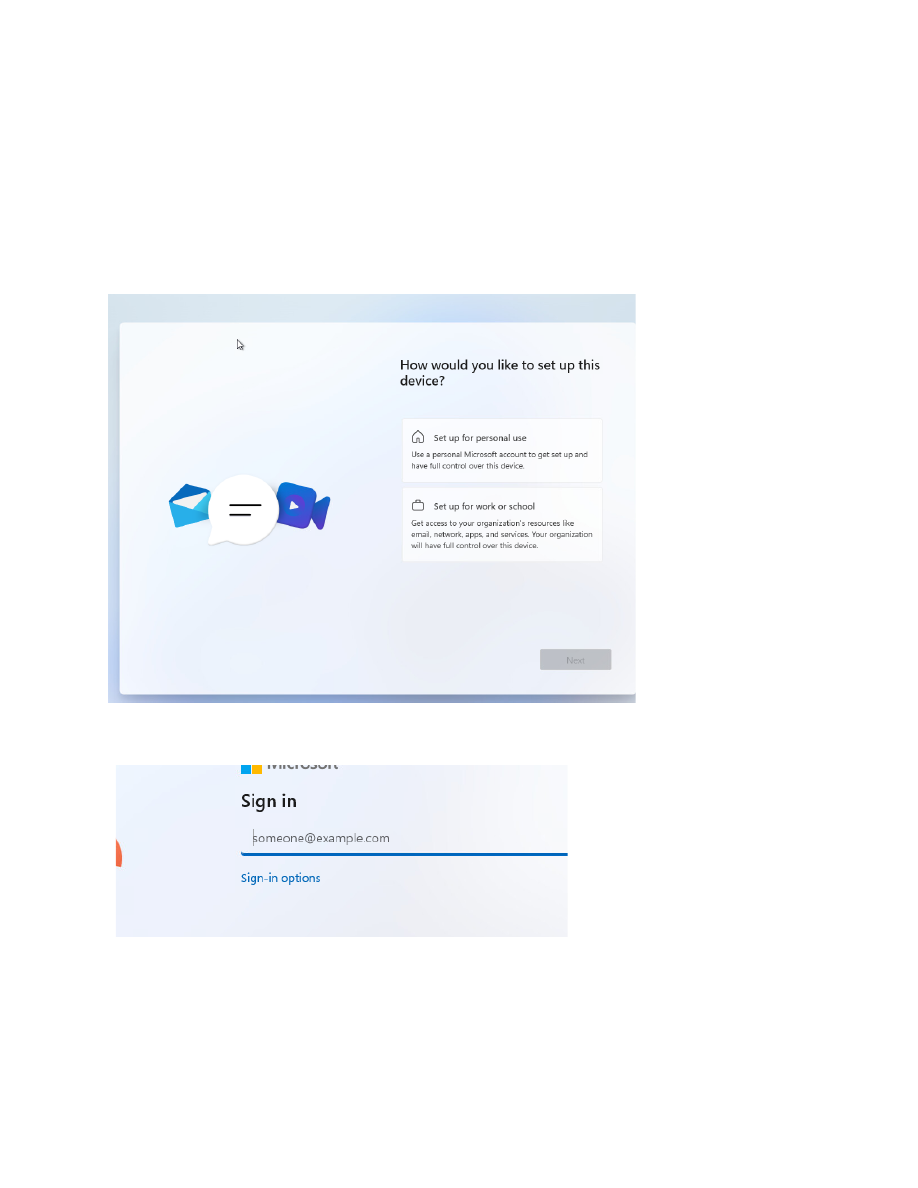 How would you like to set up this
device?
Set up for personal use
Use a personal Microsoft account to get set up and
have full control over this device.
Set up for work or school
Get access to your organization's resources like
email, network, apps, and services. Your organization
will have full control over this device.
Next
Microsoft
Sign in
someone@example.com
Sign-in options